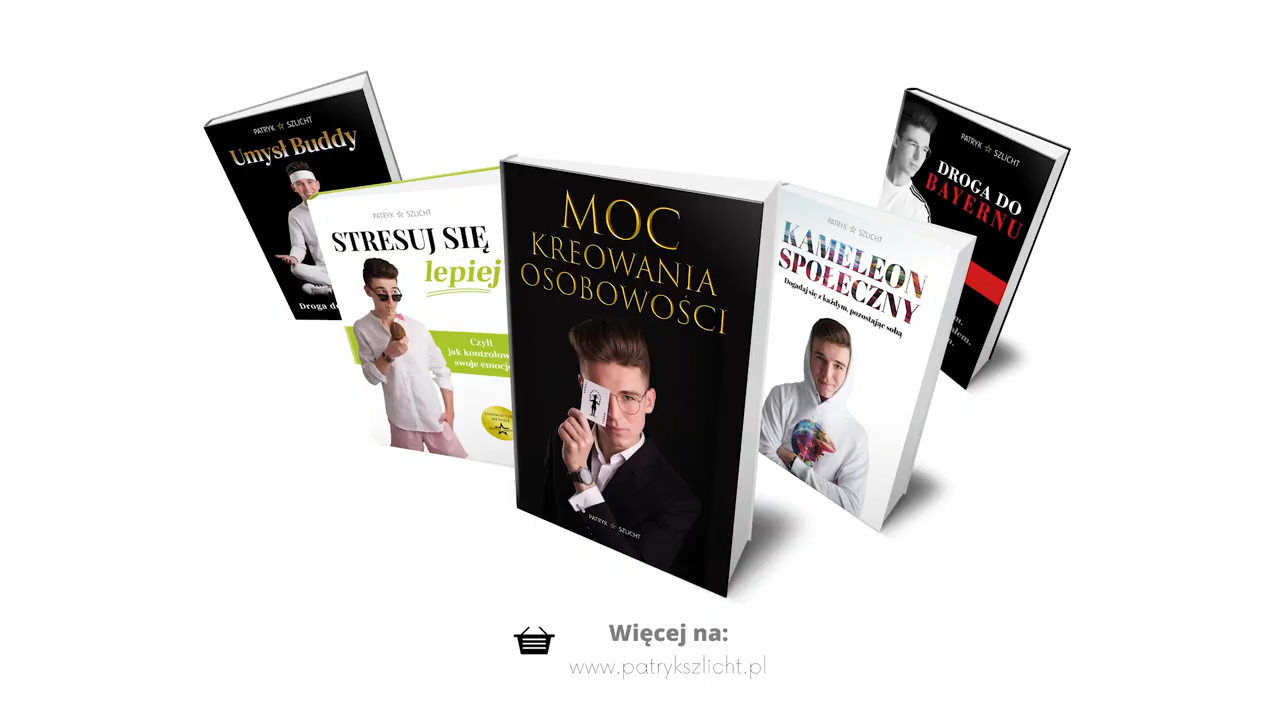 PATRYK SZLICHT
Umysł Buddy
PATRYK SZLICHT
STRESUJ SIĘ
lepiej
Czyli
swoje
PATRYK SZLICHT
MOC
KREOWANIA
OSOBOWOŚCI
PATRYK SZLICHT
KAMELEON
SPOŁECZNY
Dogadaj się z każdym, pozostając sobą
PATRYK SZLICHT
DROGA DO
BAYERNU
Więcej na:
www.patrykszlicht.pl